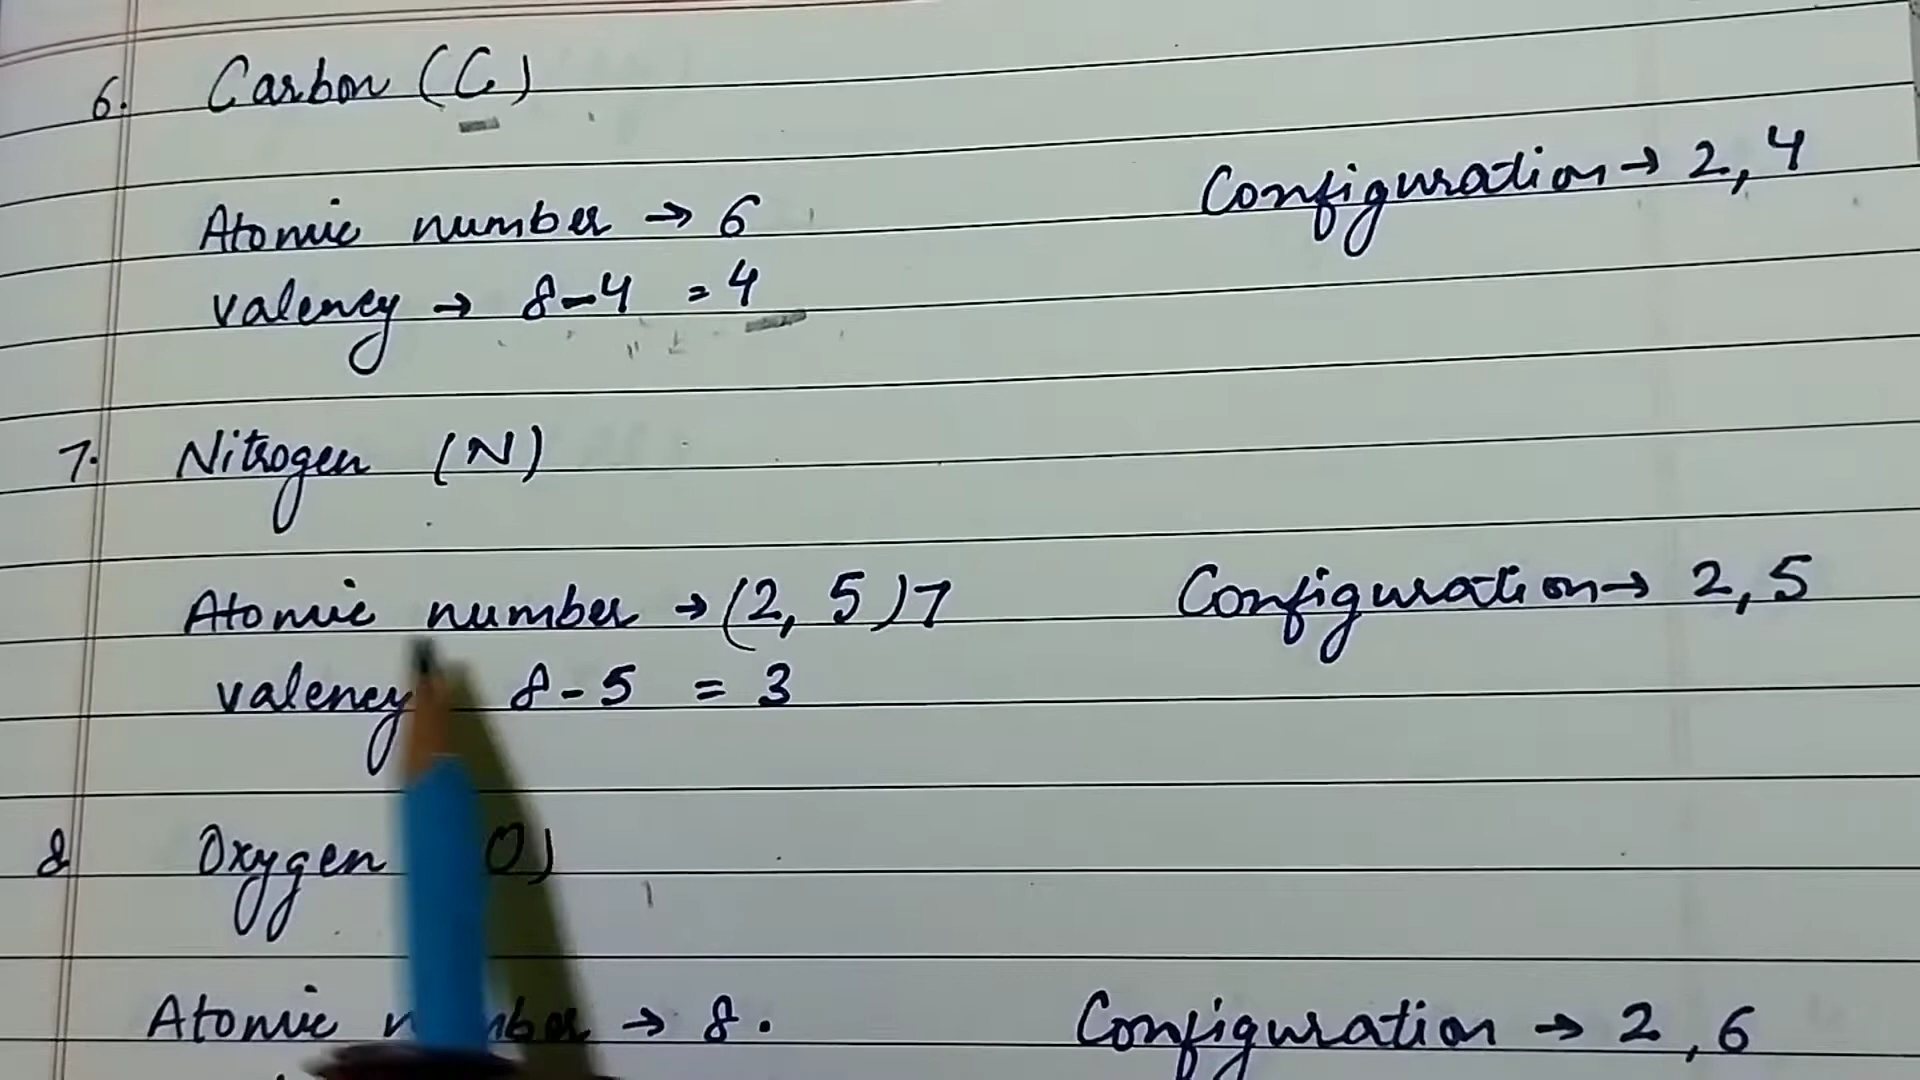 6. Carbon (C)
Configuration → 2, 4
Atomic number → 6
valency → 8-4 = 4
7. Nitrogen (N)
Atomic number → (2, 5) 7 Configuration → 2, 5
valency 8-5 = 3
8 Oxygen O)
Atomic number → 8. Configuration → 2, 6